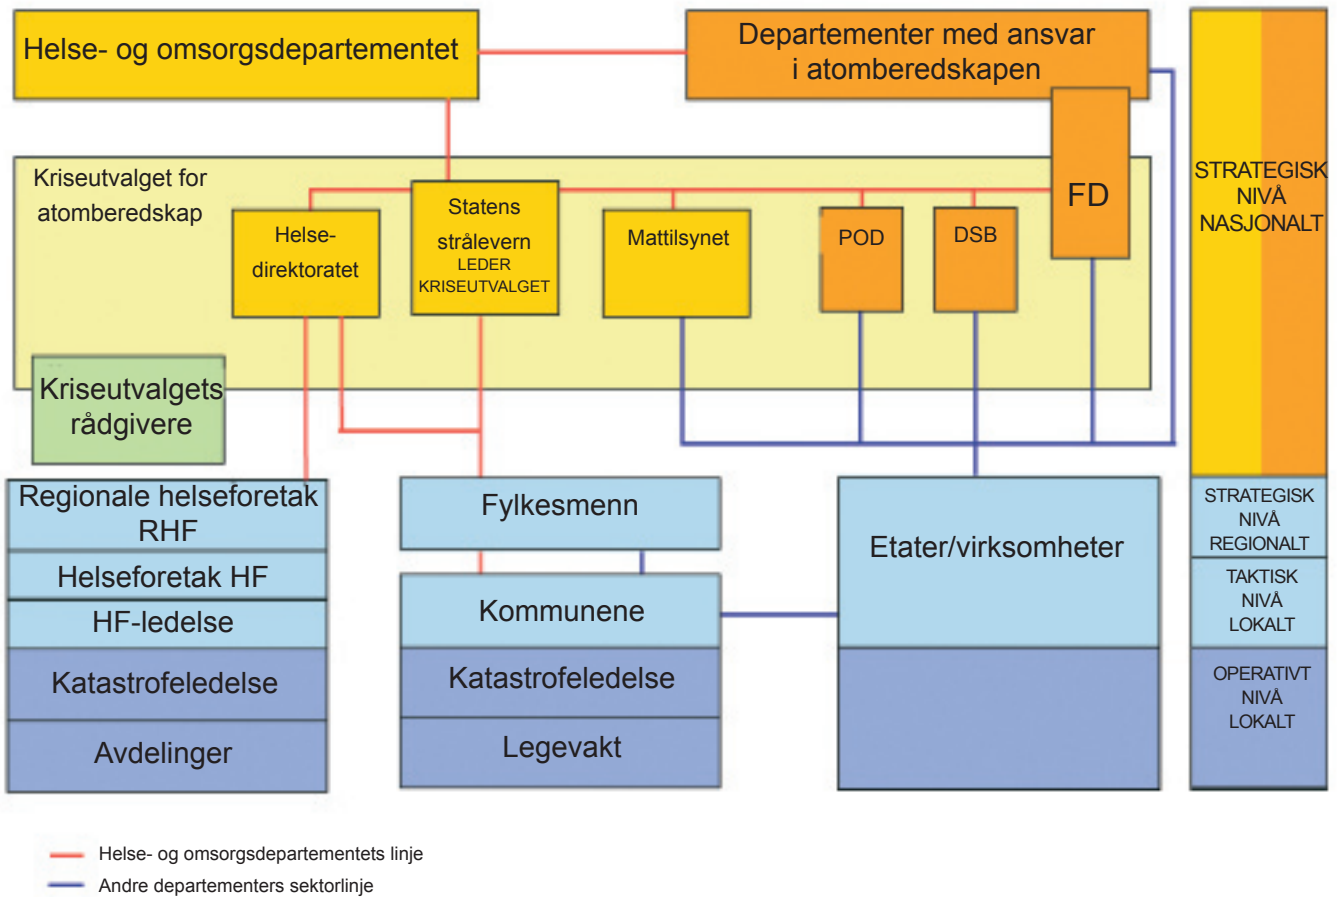 Helse- og omsorgsdepartementet
Departementer med ansvar
i atomberedskapen
Kriseutvalget for
atomberedskap
Helse-
direktoratet
Statens
strålevern
LEDER
KRISEUTVALGET
Mattilsynet
POD
DSB
FD
STRATEGISK
NIVÅ
NASJONALT
Kriseutvalgets
rådgivere
Regionale helseforetak
RHF
Helseforetak HF
HF-ledelse
Katastrofeledelse
Avdelinger
Fylkesmenn
Kommunene
Katastrofeledelse
Legevakt
Etater/virksomheter
STRATEGISK
NIVÅ
REGIONALT
TAKTISK
NIVÅ
LOKALT
OPERATIVT
NIVÅ
LOKALT
Helse- og omsorgsdepartementets linje
Andre departementers sektorlinje